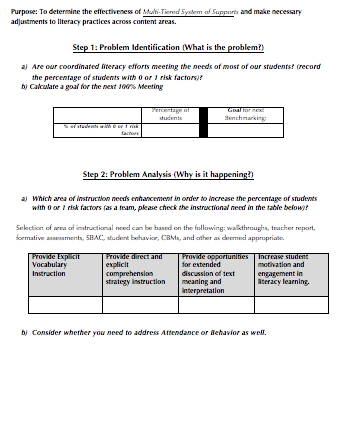 Purpose: To determine the effectiveness of Multi-Tiered System of Supports and make necessary
adjustments to literacy practices across content areas.
Step 1: Problem Identification (What is the problem?)
a) Are our coordinated literacy efforts meeting the needs of most of our students? (record
the percentage of students with 0 or 1 risk factors)?
b) Calculate a goal for the next 100% Meeting
Percentage of
students
Goal for next
Benchmarking:
% of students with 0 or 1 risk
factors
Step 2: Problem Analysis (Why is it happening?)
a) Which area of instruction needs enhancement in order to increase the percentage of students
with 0 or 1 risk factors (as a team, please check the instructional need in the table below)?
Selection of area of instructional need can be based on the following: walkthroughs, teacher report,
formative assessments, SBAC, student behavior, CBMs, and other as deemed appropriate.
Provide Explicit
Vocabulary
Instruction
Provide direct and
explicit
comprehension
strategy instruction
Provide opportunities
for extended
discussion of text
meaning and
interpretation
Increase student
motivation and
engagement in
literacy learning.
b) Consider whether you need to address Attendance or Behavior as well.